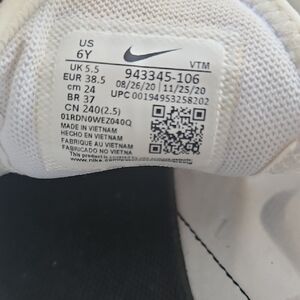 US
6Y
VTM
UK 5.5
943345-106
EUR 38.5
08/26/20
11/25/20
cm 24
UPC 00194953258202
BR 37
CN 240(2.5)
01RDN0WEZ040Q
MADE IN VIETNAM
HECHO EN VIETNAM
FABRIQUE AU VIETNAM
FABRICADO NO VIETNA